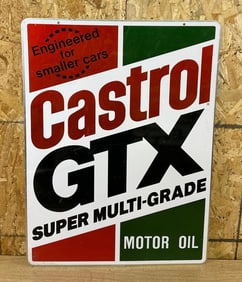 Engineered
for
smaller cars
Castrol
GTX
SUPER MULTI-GRADE
MOTOR OIL